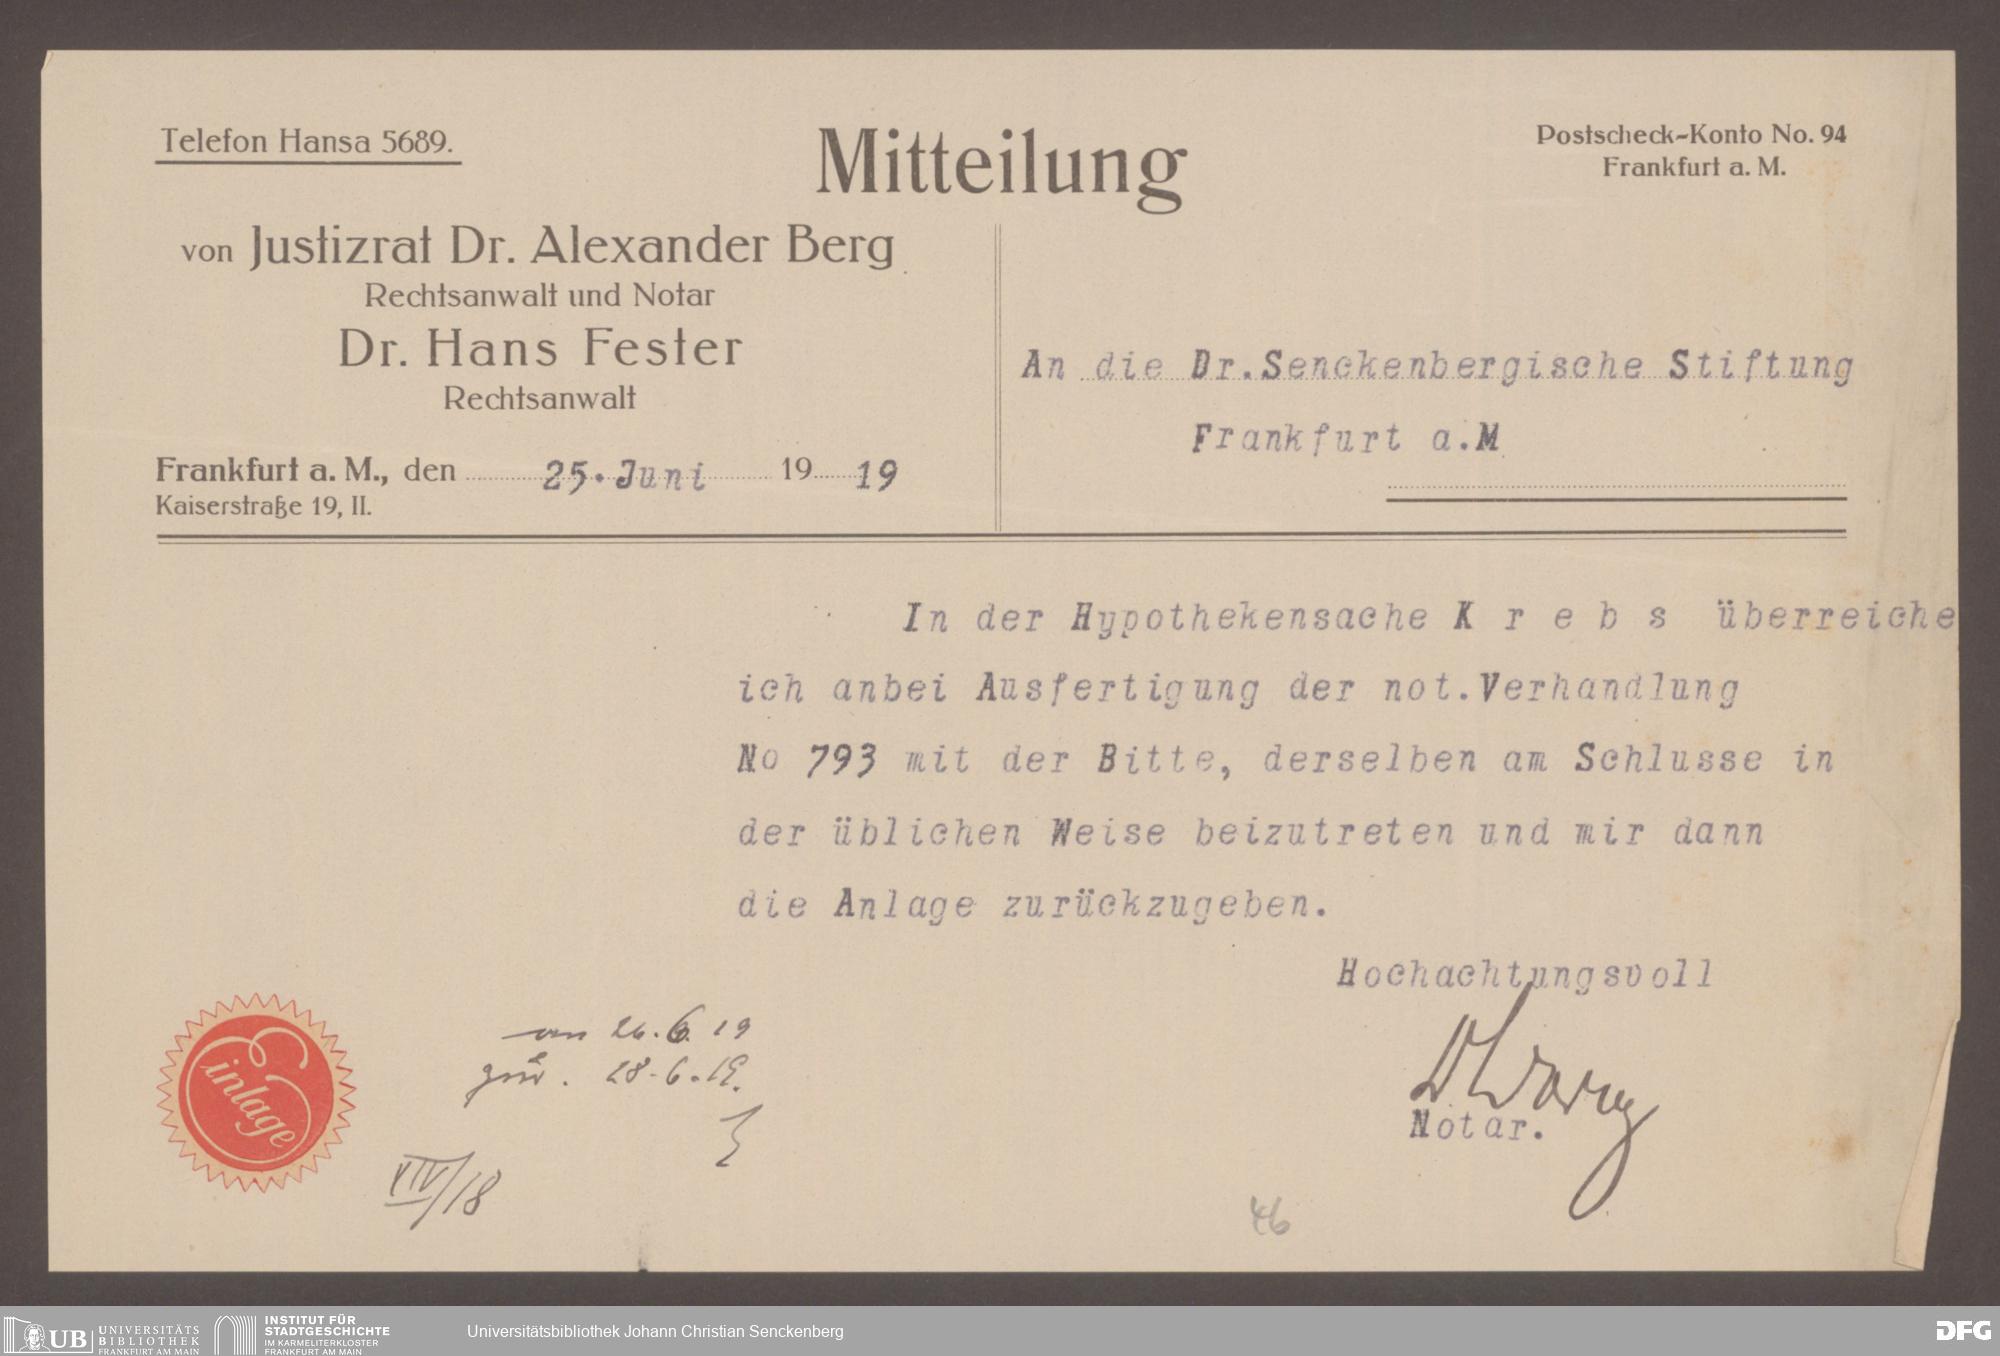 Telefon Hansa 5689.
Mitteilung
Postscheck-Konto No. 94
Frankfurt a. M.
von Justizrat Dr. Alexander Berg
Rechtsanwalt und Notar
Dr. Hans Fester
Rechtsanwalt
Frankfurt a. M., den 25.Juni 1919
Kaiserstraße 19, II.
An die Dr.Senckenbergische Stiftung
Frankfurt a.M
In der Hypothekensache K r e b s überreiche
ich anbei Ausfertigung der not.Verhandlung
No 793 mit der Bitte, derselben am Schlusse in
der üblichen Weise beizutreten und mir dann
die Anlage zurückzugeben.
Hochachtungsvoll
Notar.
Einlage
an 26.6.19
zür. 28.6.19.
XIV/18
46
UB UNIVERSITÄTS
BIBLIOTHEK
FRANKFURT AM MAIN
INSTITUT FÜR
STADTGESCHICHTE
IM KARMELITERKLOSTER
FRANKFURT AM MAIN
Universitätsbibliothek Johann Christian Senckenberg
DFG